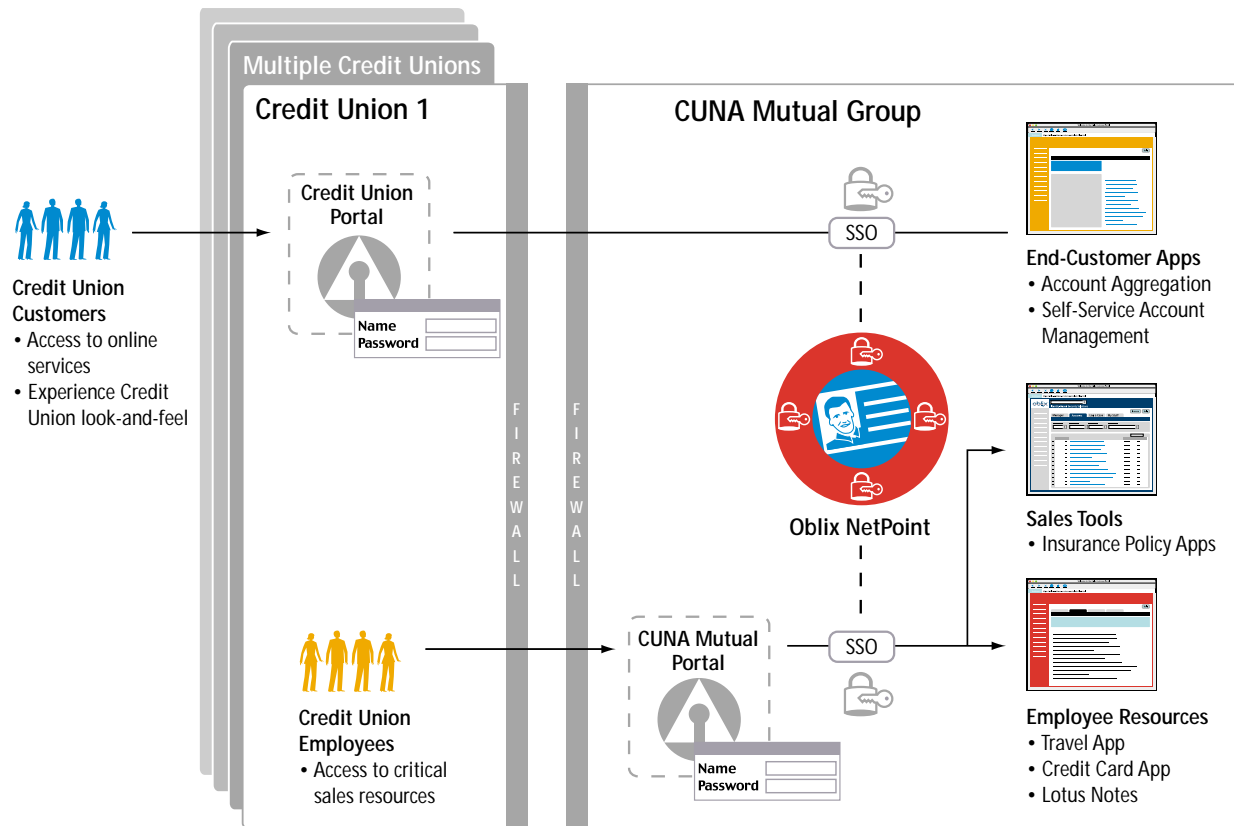 Multiple Credit Unions
Credit Union 1
CUNA Mutual Group
Credit Union
Portal
Name
Password
SSO
Credit Union
Customers
• Access to online
services
• Experience Credit
Union look-and-feel
End-Customer Apps
• Account Aggregation
• Self-Service Account
Management
FIREWALL
FIREWALL
Oblix NetPoint
oblix
Sales Tools
• Insurance Policy Apps
CUNA Mutual
Portal
Name
Password
SSO
Credit Union
Employees
• Access to critical
sales resources
Employee Resources
• Travel App
• Credit Card App
• Lotus Notes